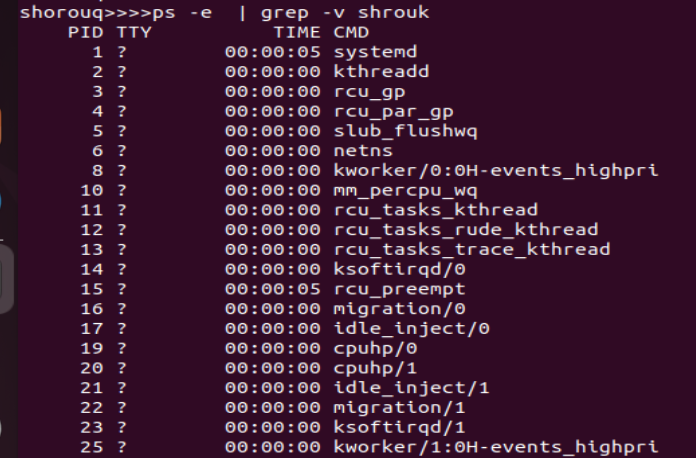 shorouq>>>>ps -e  | grep -v shrouk
    PID TTY          TIME CMD
      1 ?        00:00:05 systemd
      2 ?        00:00:00 kthreadd
      3 ?        00:00:00 rcu_gp
      4 ?        00:00:00 rcu_par_gp
      5 ?        00:00:00 slub_flushwq
      6 ?        00:00:00 netns
      8 ?        00:00:00 kworker/0:0H-events_highpri
     10 ?        00:00:00 mm_percpu_wq
     11 ?        00:00:00 rcu_tasks_kthread
     12 ?        00:00:00 rcu_tasks_rude_kthread
     13 ?        00:00:00 rcu_tasks_trace_kthread
     14 ?        00:00:00 ksoftirqd/0
     15 ?        00:00:05 rcu_preempt
     16 ?        00:00:00 migration/0
     17 ?        00:00:00 idle_inject/0
     19 ?        00:00:00 cpuhp/0
     20 ?        00:00:00 cpuhp/1
     21 ?        00:00:00 idle_inject/1
     22 ?        00:00:00 migration/1
     23 ?        00:00:00 ksoftirqd/1
     25 ?        00:00:00 kworker/1:0H-events_highpri